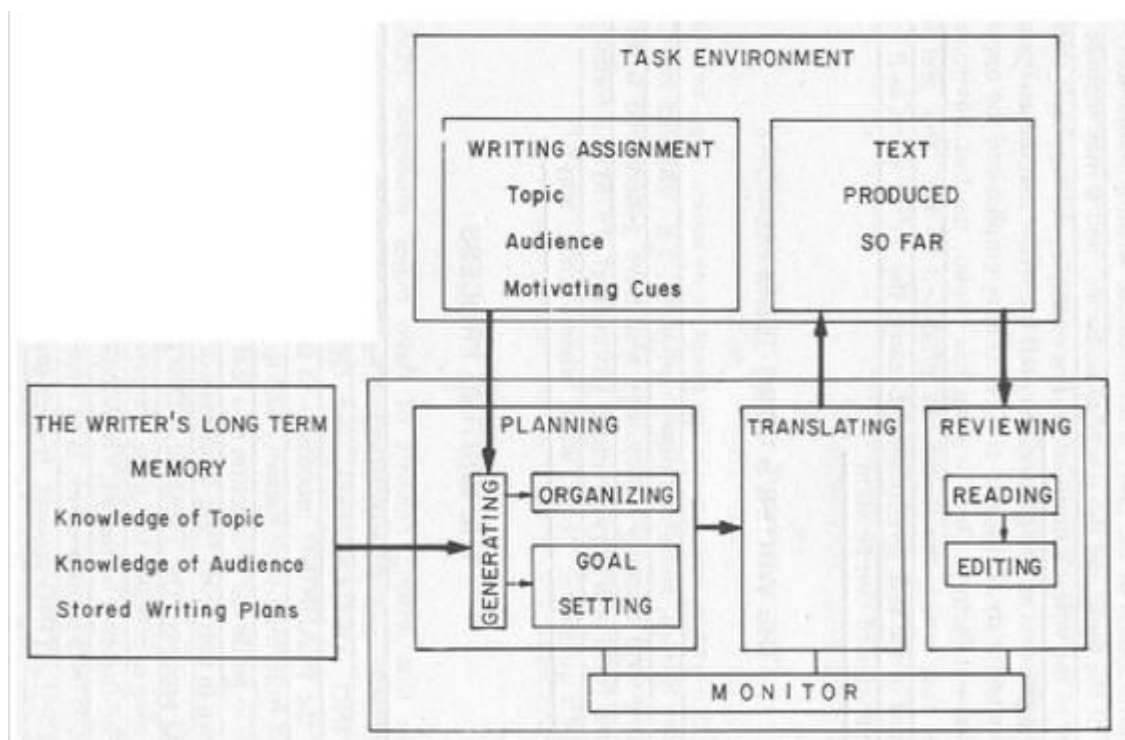 TASK ENVIRONMENT
WRITING ASSIGNMENT
Topic
Audience
Motivating Cues
TEXT
PRODUCED
SO FAR
THE WRITER'S LONG TERM
MEMORY
Knowledge of Topic
Knowledge of Audience
Stored Writing Plans
PLANNING
GENERATING
ORGANIZING
GOAL
SETTING
TRANSLATING
REVIEWING
READING
EDITING
MONITOR